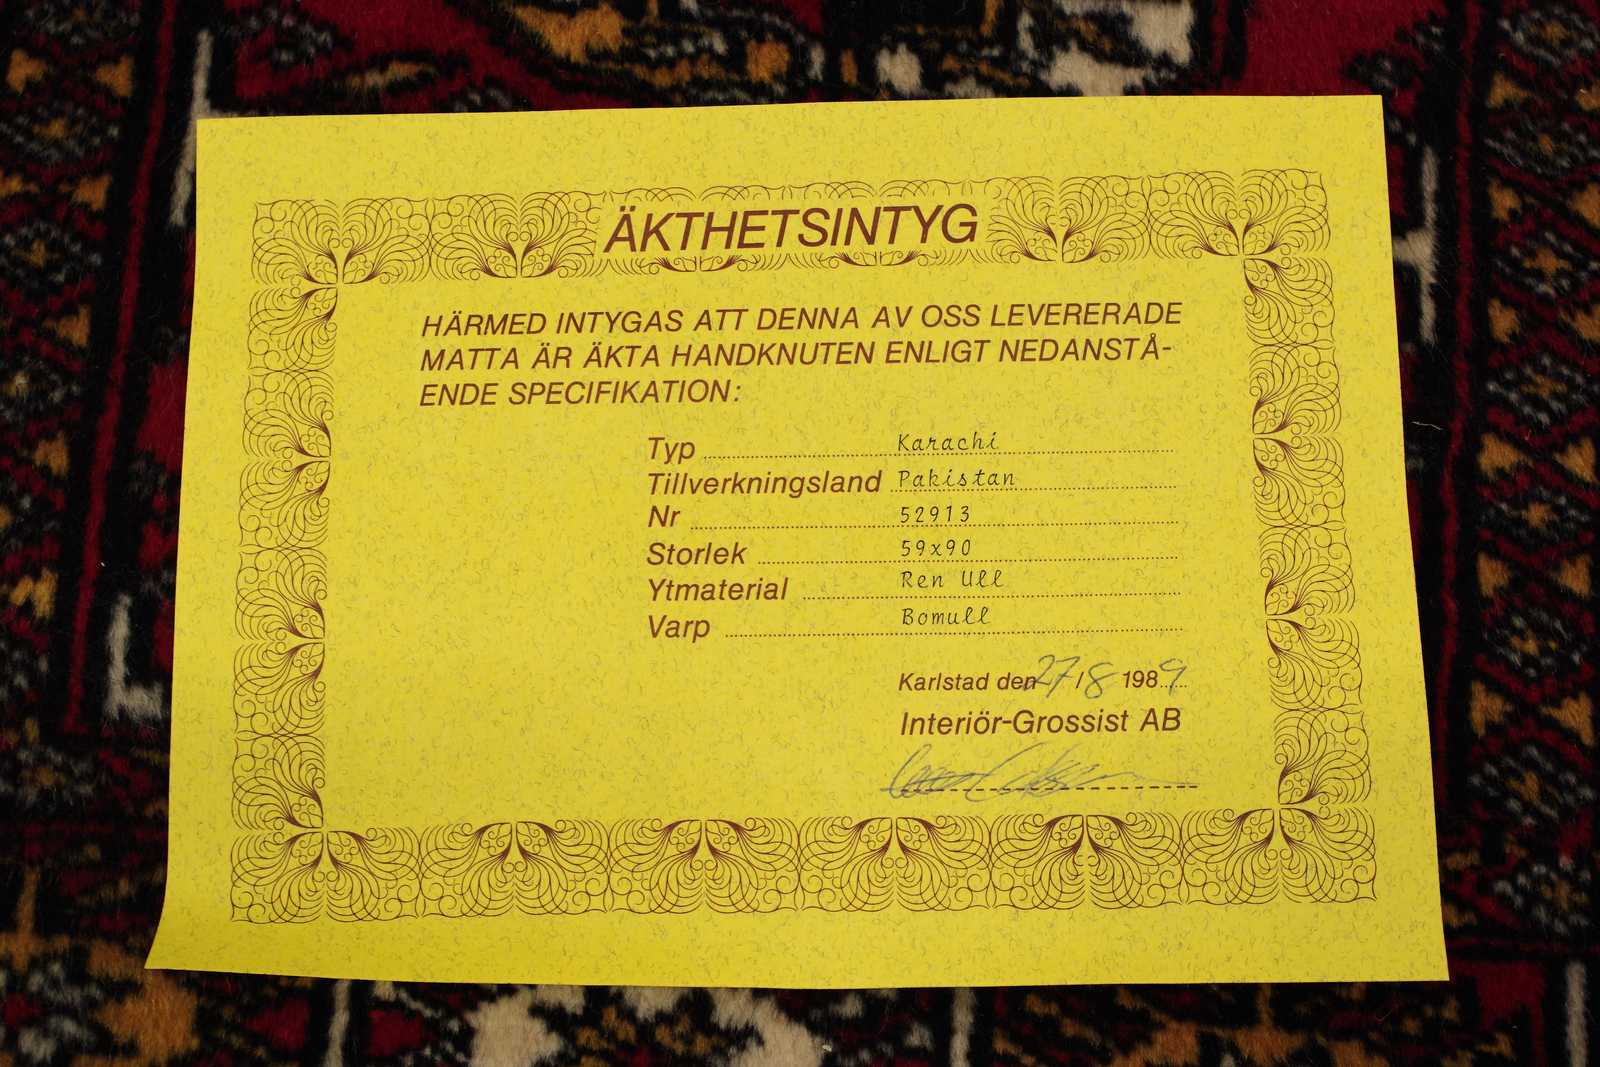 ÄKTHETSINTYG
HÄRMED INTYGAS ATT DENNA AV OSS LEVERERADE
MATTA ÄR ÄKTA HANDKNUTEN ENLIGT NEDANSTÅ-
ENDE SPECIFIKATION:
Typ Karachi
Tillverkningsland Pakistan
Nr 52913
Storlek 59x90
Ytmaterial Ren Ull
Varp Bomull
Karlstad den 27/8 1989
Interiör-Grossist AB